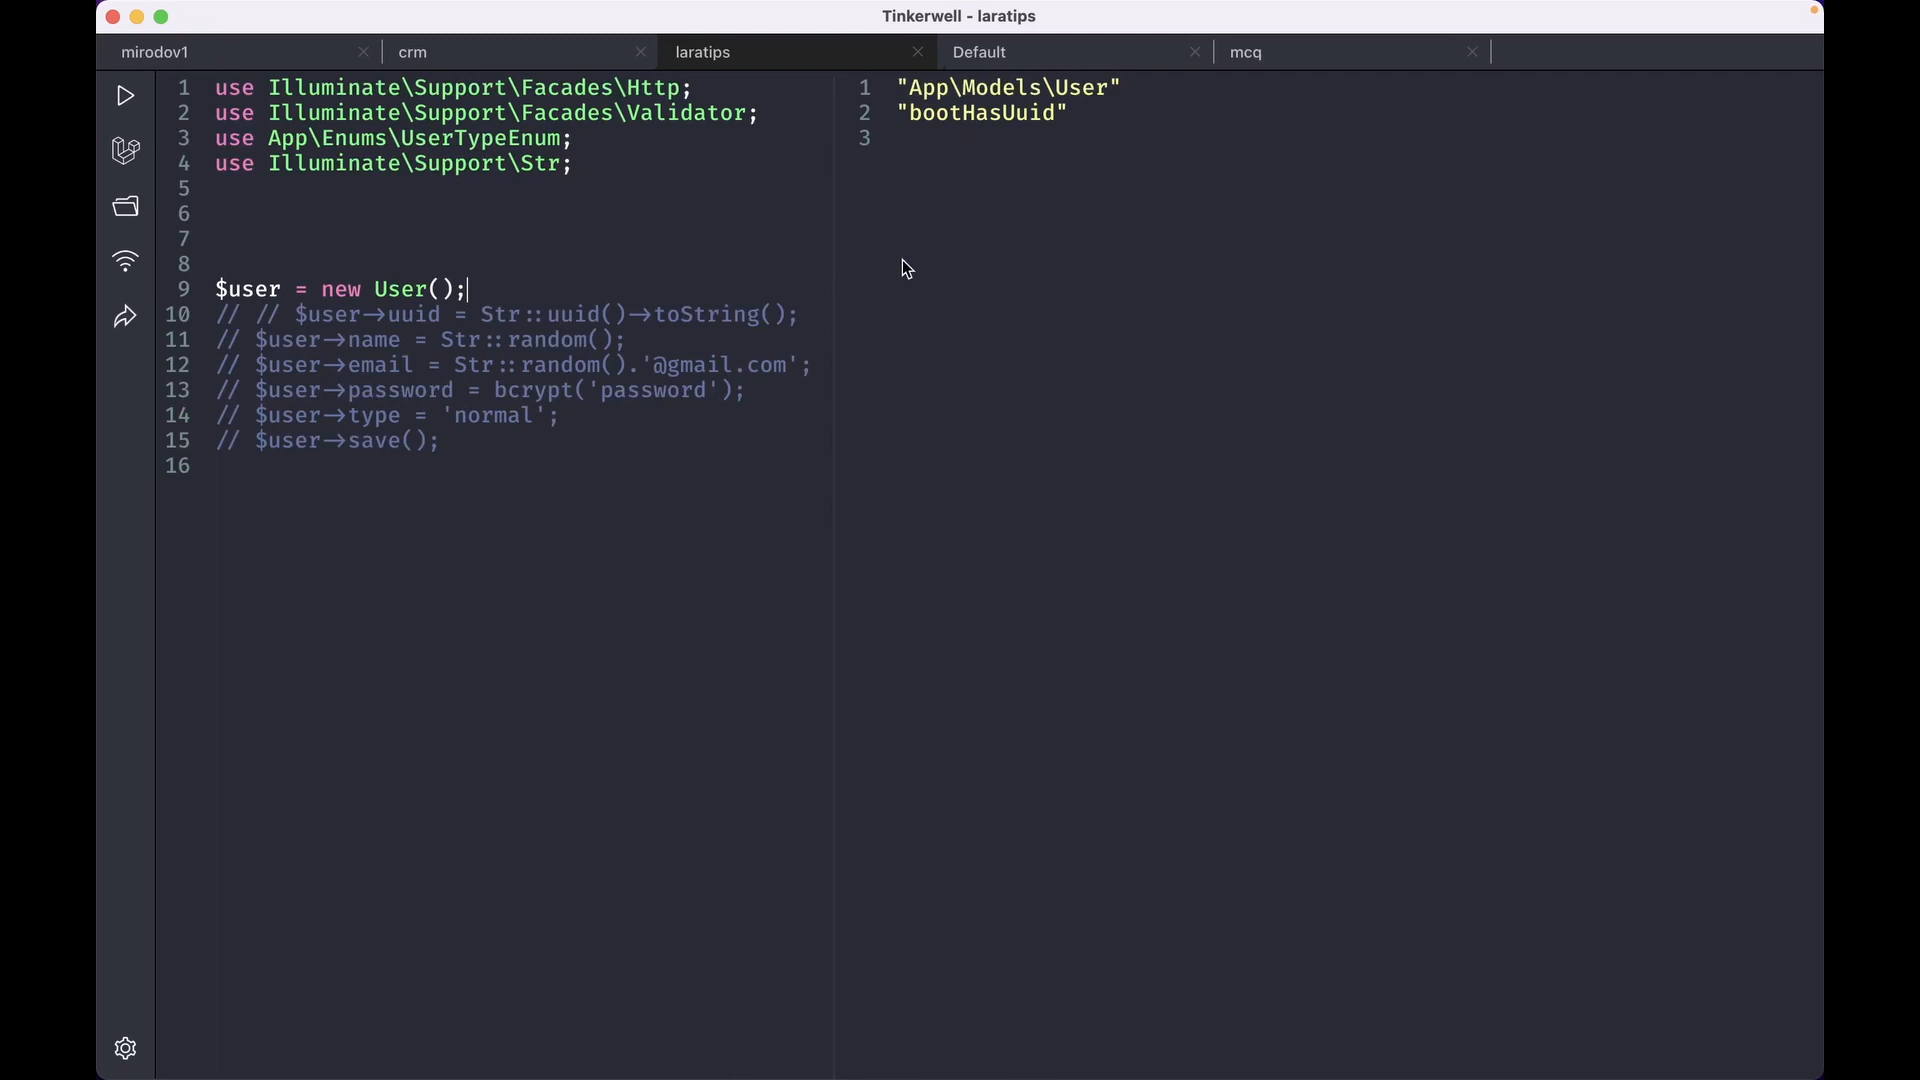 Tinkerwell - laratips
mirodov1
crm
laratips
Default
mcq
1 use Illuminate\Support\Facades\Http;
2 use Illuminate\Support\Facades\Validator;
3 use App\Enums\UserTypeEnum;
4 use Illuminate\Support\Str;
5
6
7
8
9 $user = new User();
10 // // $user->uuid = Str::uuid()->toString();
11 // $user->name = Str::random();
12 // $user->email = Str::random().'@gmail.com';
13 // $user->password = bcrypt('password');
14 // $user->type = 'normal';
15 // $user->save();
16
1 "App\Models\User"
2 "bootHasUuid"
3